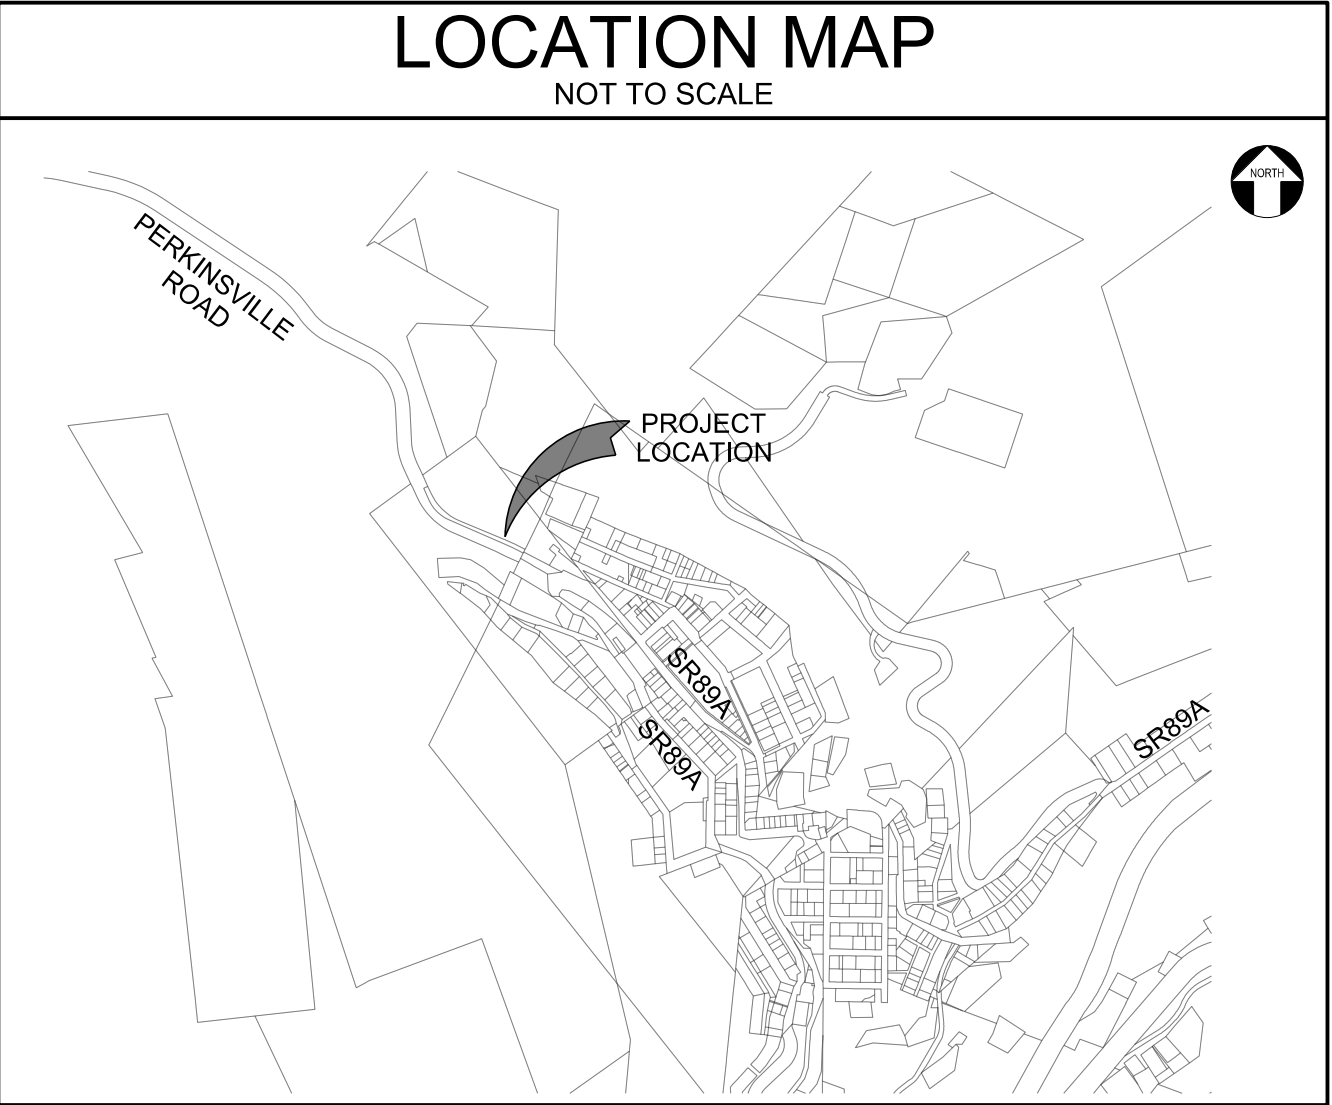 LOCATION MAP
NOT TO SCALE
NORTH
PERKINSVILLE
ROAD
PROJECT
LOCATION
SR89A
SR89A
SR89A